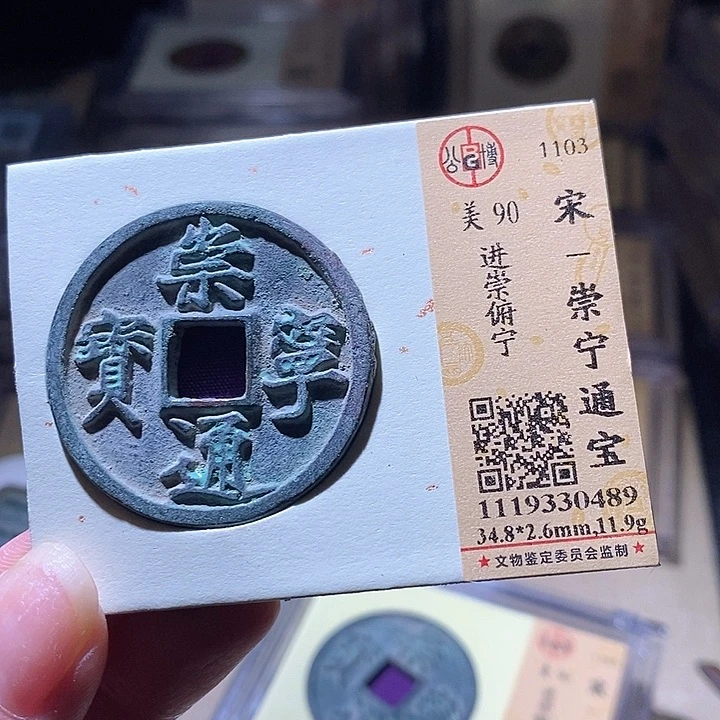 崇寧通寶
公博
1103
宋－崇宁通宝
美 90
进崇俯宁
1119330489
34.8*2.6mm,11.9g
★文物鉴定委员会监制★